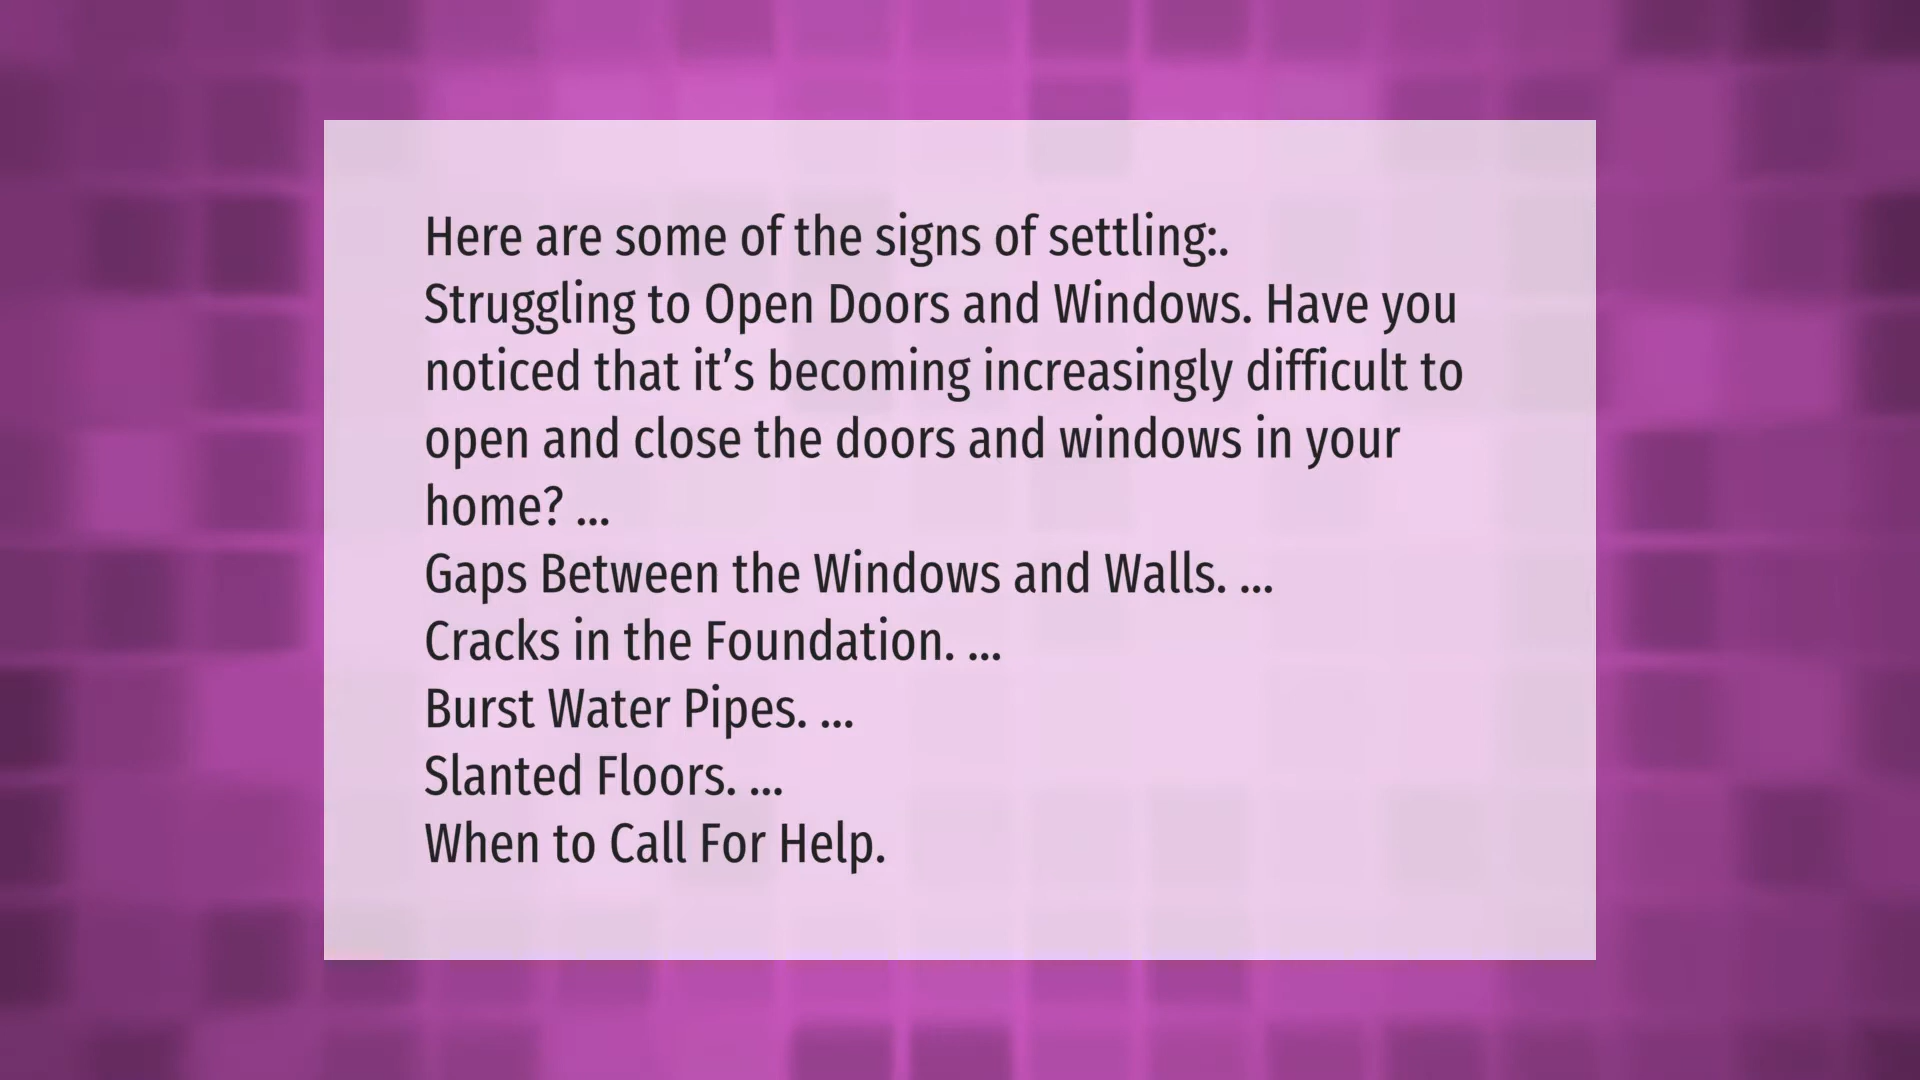 Here are some of the signs of settling:.
Struggling to Open Doors and Windows. Have you
noticed that it’s becoming increasingly difficult to
open and close the doors and windows in your
home? ...
Gaps Between the Windows and Walls. ...
Cracks in the Foundation. ...
Burst Water Pipes. ...
Slanted Floors. ...
When to Call For Help.